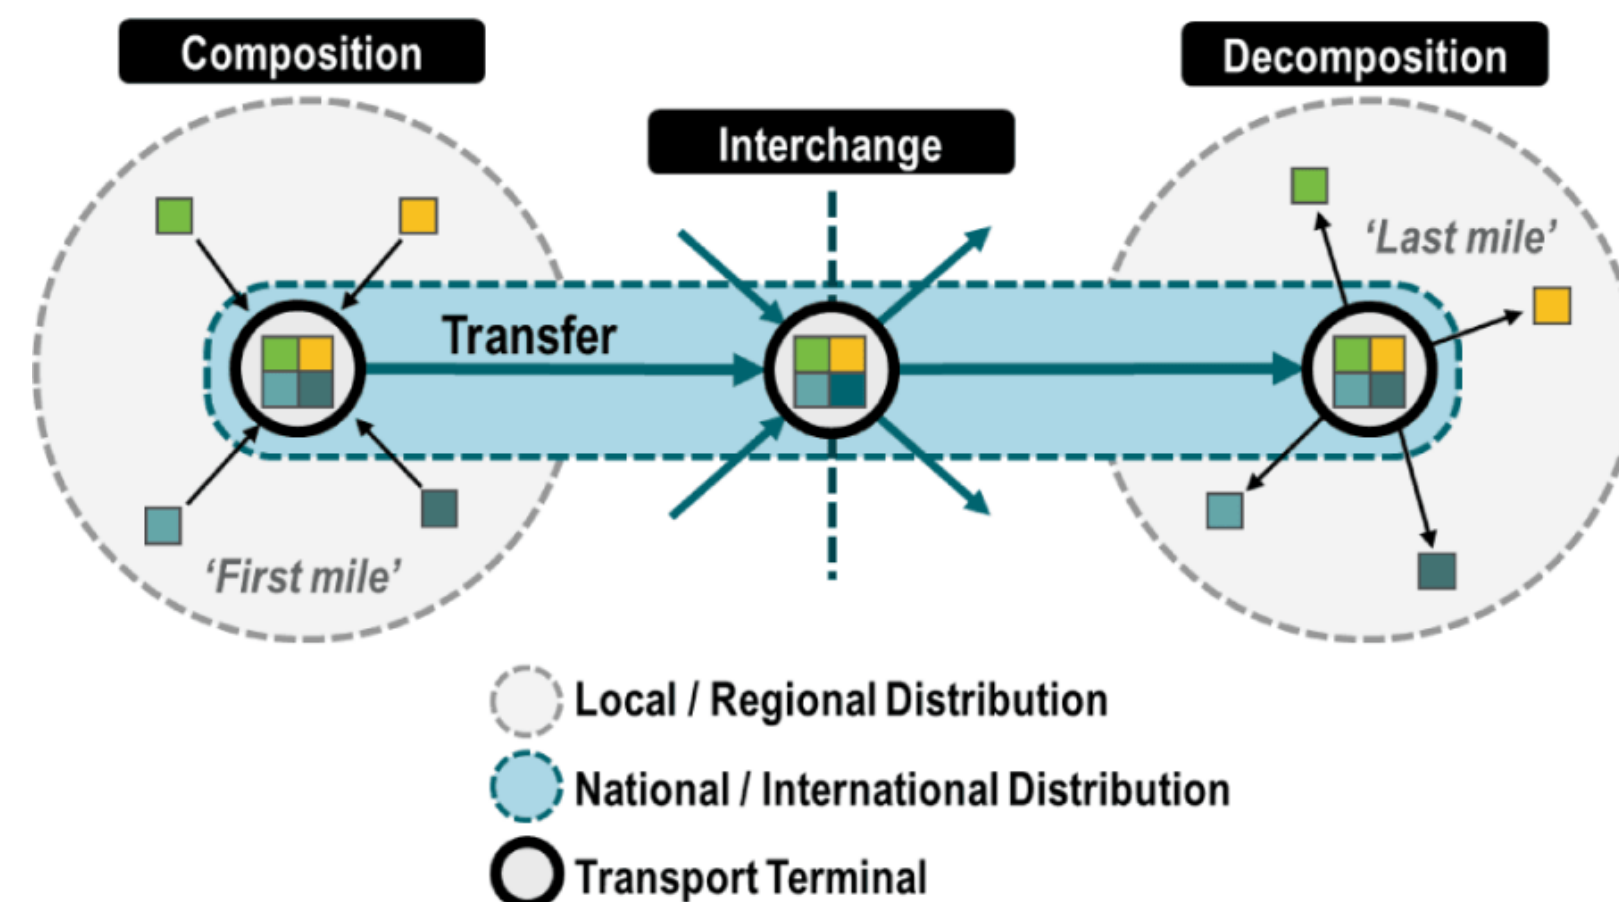 Composition
Decomposition
Interchange
‘Last mile’
Transfer
‘First mile’
Local / Regional Distribution
National / International Distribution
Transport Terminal